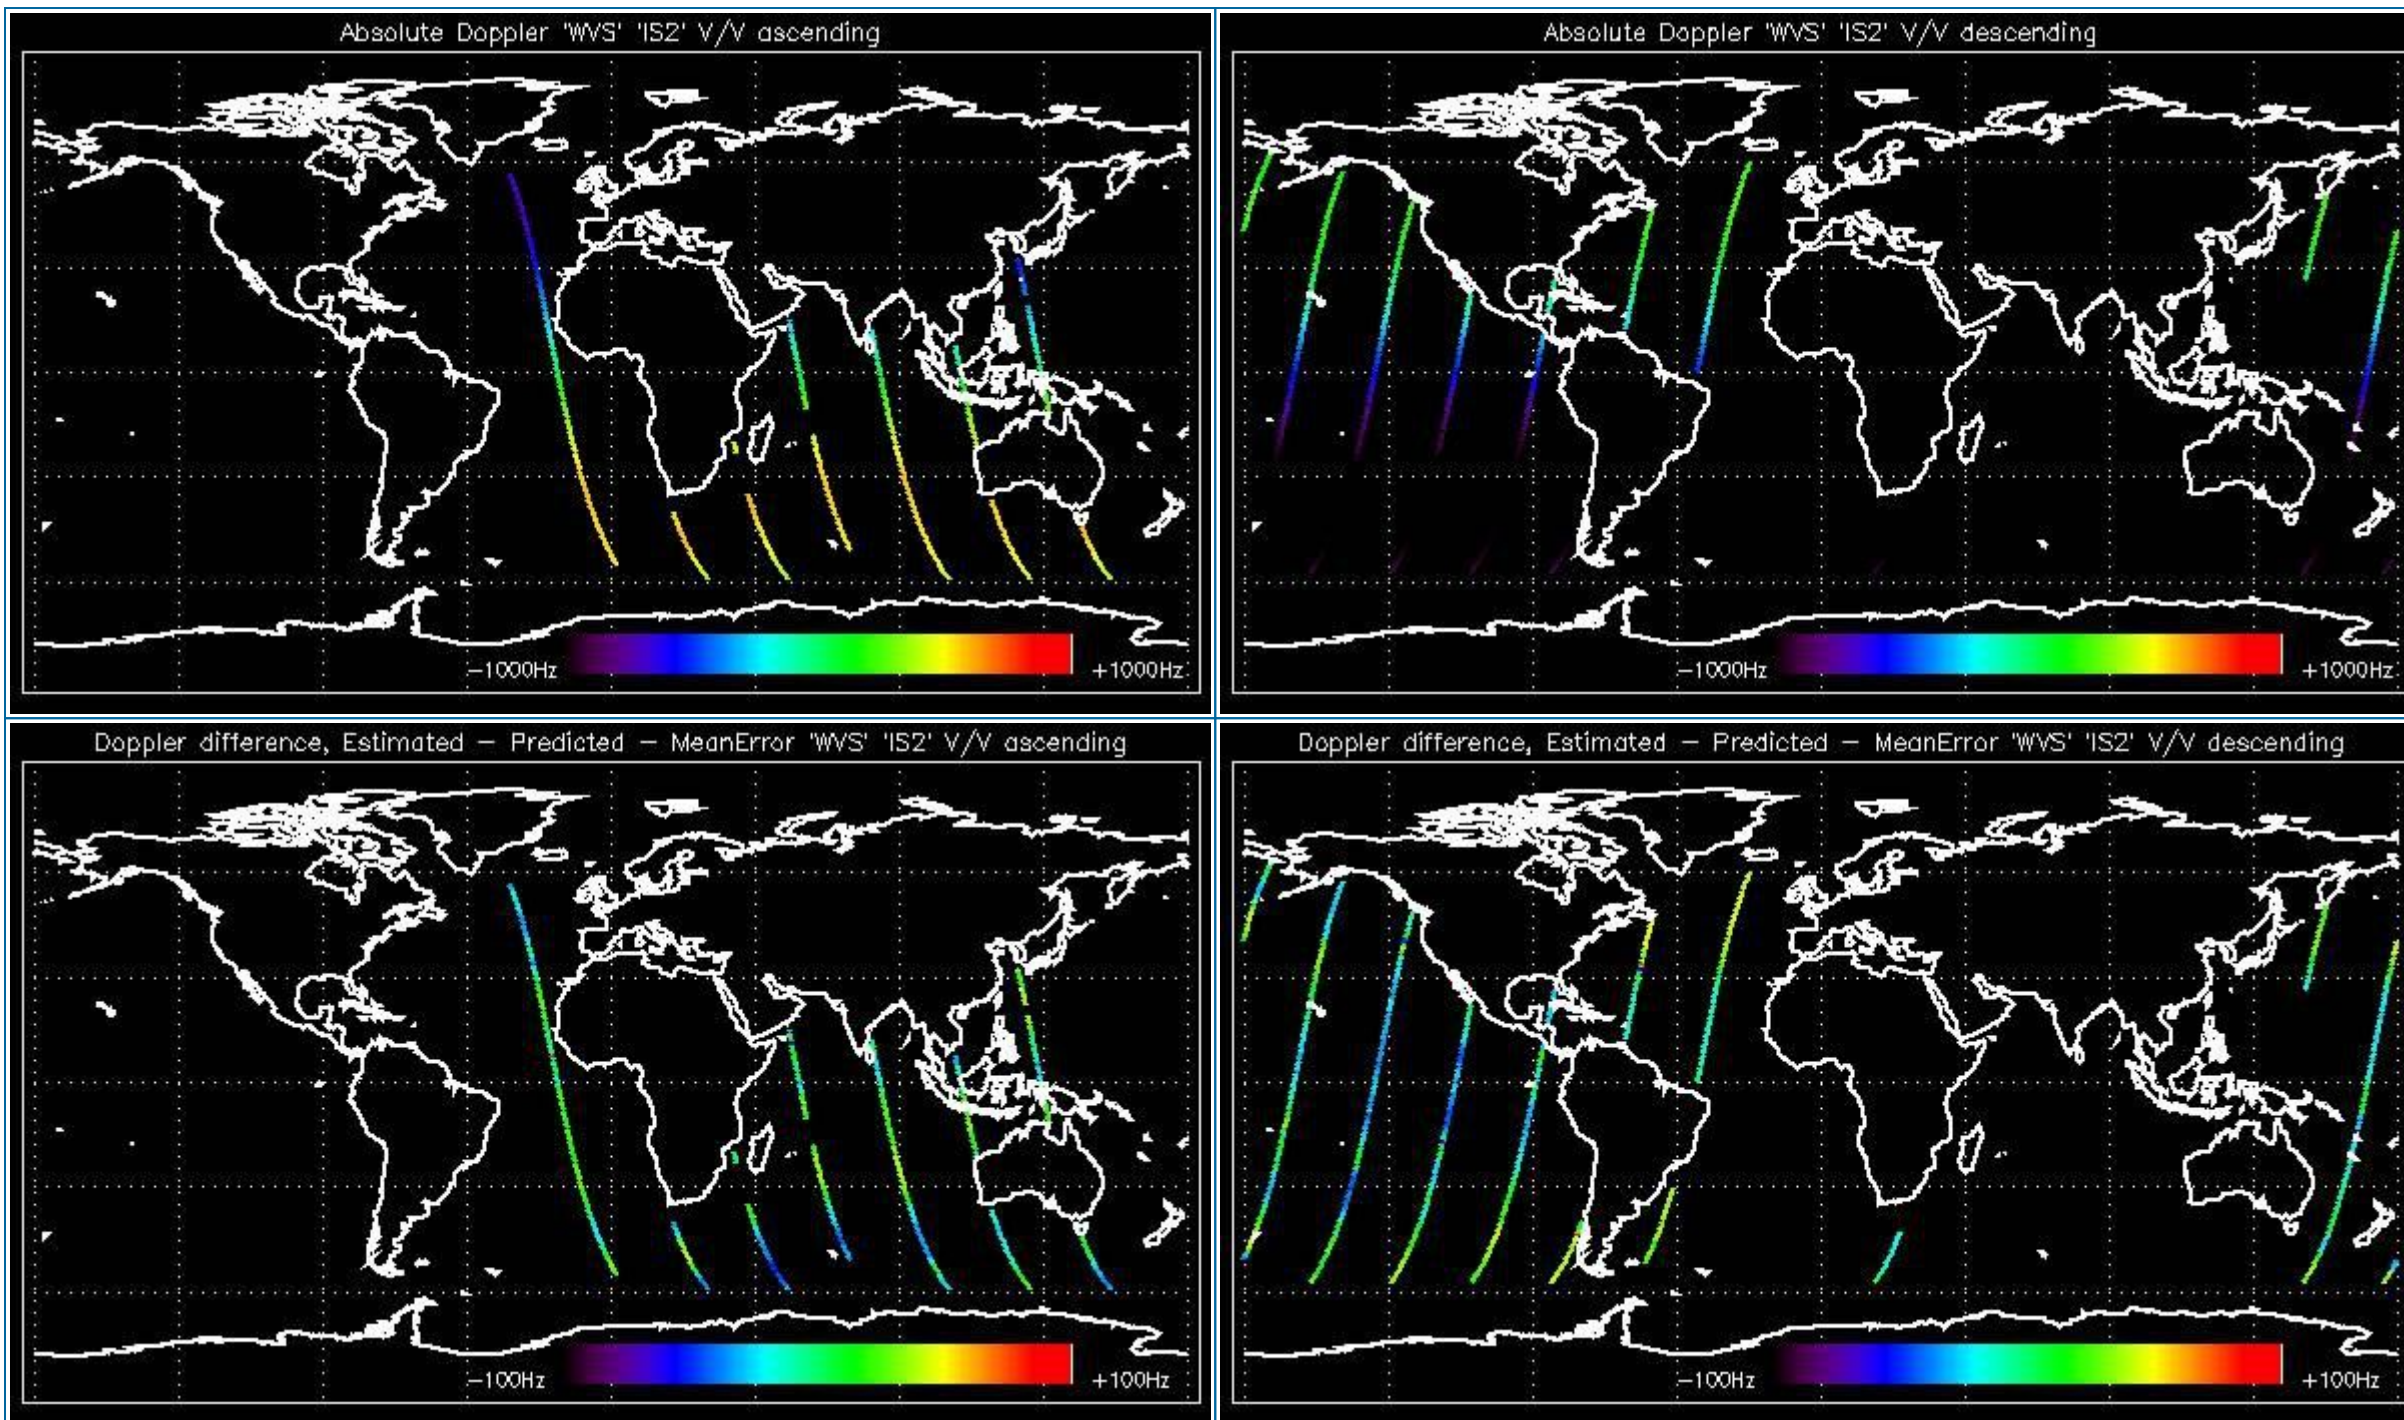 Absolute Doppler 'WVS' 'IS2' V/V ascending
-1000Hz
+1000Hz
Absolute Doppler 'WVS' 'IS2' V/V descending
-1000Hz
+1000Hz
Doppler difference, Estimated - Predicted - MeanError 'WVS' 'IS2' V/V ascending
-100Hz
+100Hz
Doppler difference, Estimated - Predicted - MeanError 'WVS' 'IS2' V/V descending
-100Hz
+100Hz